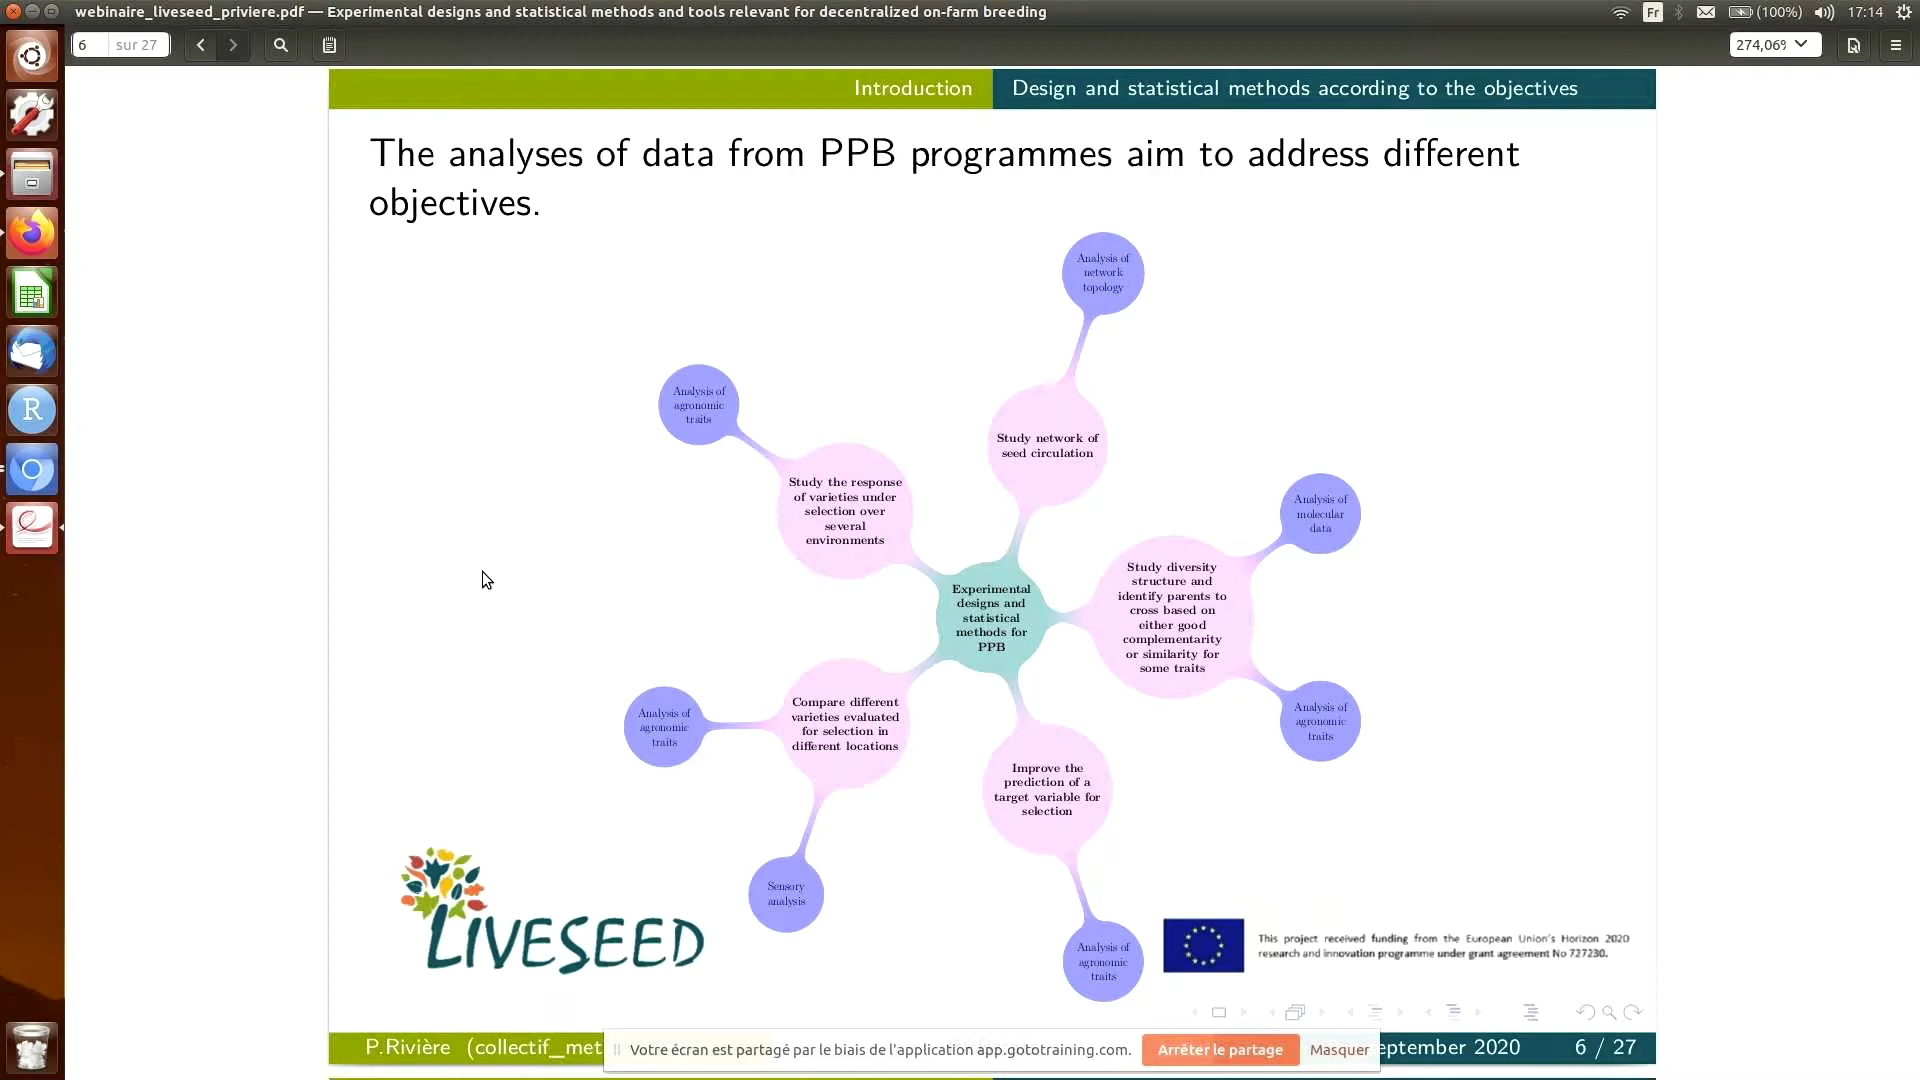 webinaire_liveseed_priviere.pdf — Experimental designs and statistical methods and tools relevant for decentralized on-farm breeding
Fr
(100%)
17:14
6
sur 27
274,06%
Introduction
Design and statistical methods according to the objectives
The analyses of data from PPB programmes aim to address different
objectives.
Analysis of
network
topology
Analysis of
agronomic
traits
Study network of
seed circulation
Study the response
of varieties under
selection over
several
environments
Analysis of
molecular
data
Experimental
designs and
statistical
methods for
PPB
Study diversity
structure and
identify parents to
cross based on
either good
complementarity
or similarity for
some traits
Compare different
varieties evaluated
for selection in
different locations
Analysis of
agronomic
traits
Analysis of
agronomic
traits
Improve the
prediction of a
target variable for
selection
Sensory
analysis
Analysis of
agronomic
traits
LIVESEED
This project received funding from the European Union's Horizon 2020
research and innovation programme under grant agreement No 727230.
P.Rivière (collectif_met
Votre écran est partagé par le biais de l'application app.gototraining.com.
Arrêter le partage
Masquer
eptember 2020
6 / 27
R